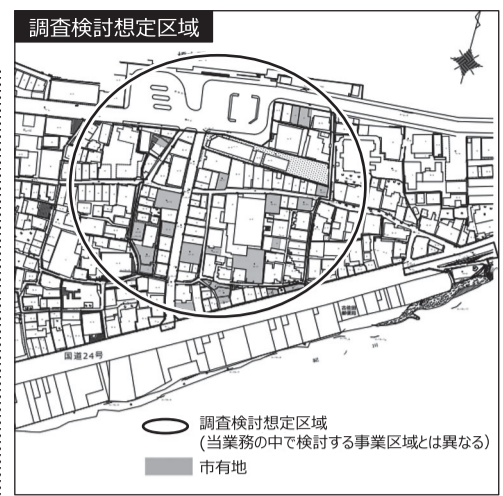 調査検討想定区域
国道24号
調査検討想定区域
(当業務の中で検討する事業区域とは異なる)
市有地